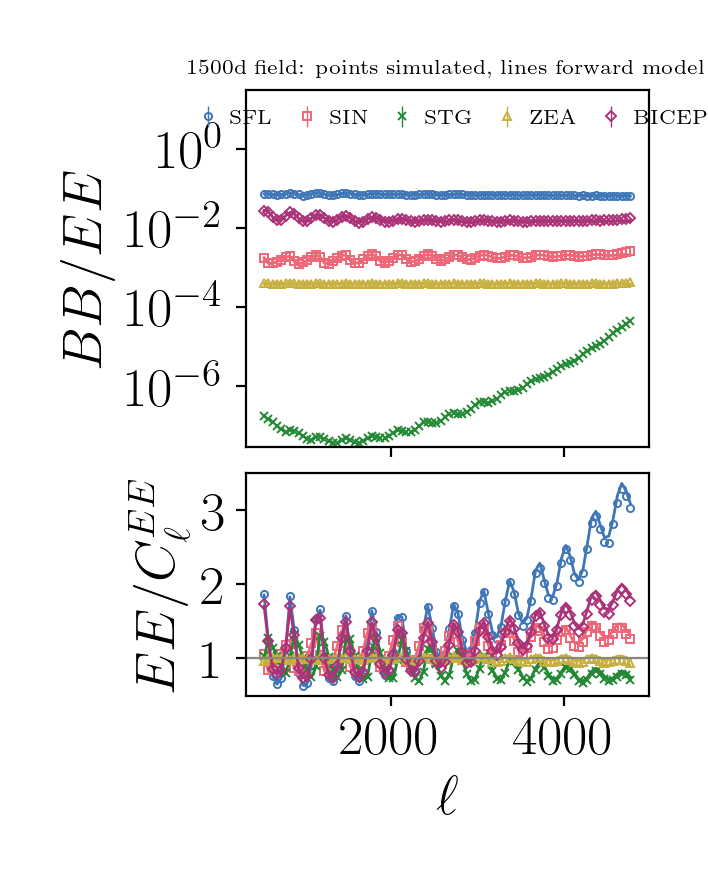 1500d field: points simulated, lines forward model
SFL SIN STG ZEA BICEP
10^0
10^{-2}
10^{-4}
10^{-6}
BB/EE
3
2
1
EE/C_ℓ^{EE}
2000 4000
ℓ